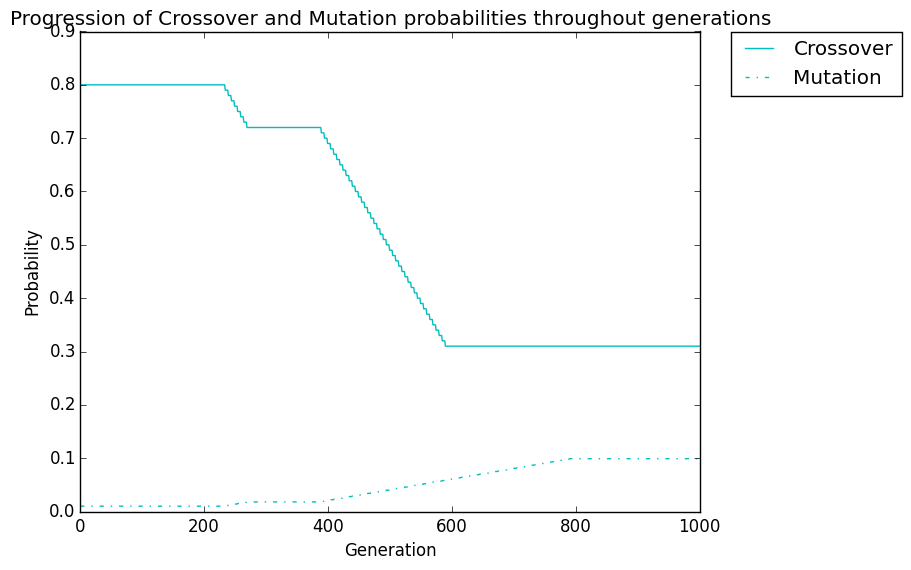 Progression of Crossover and Mutation probabilities throughout generations
0.9
0.8
0.7
0.6
0.5
0.4
0.3
0.2
0.1
0.0
Probability
0 200 400 600 800 1000
Generation
Crossover
Mutation